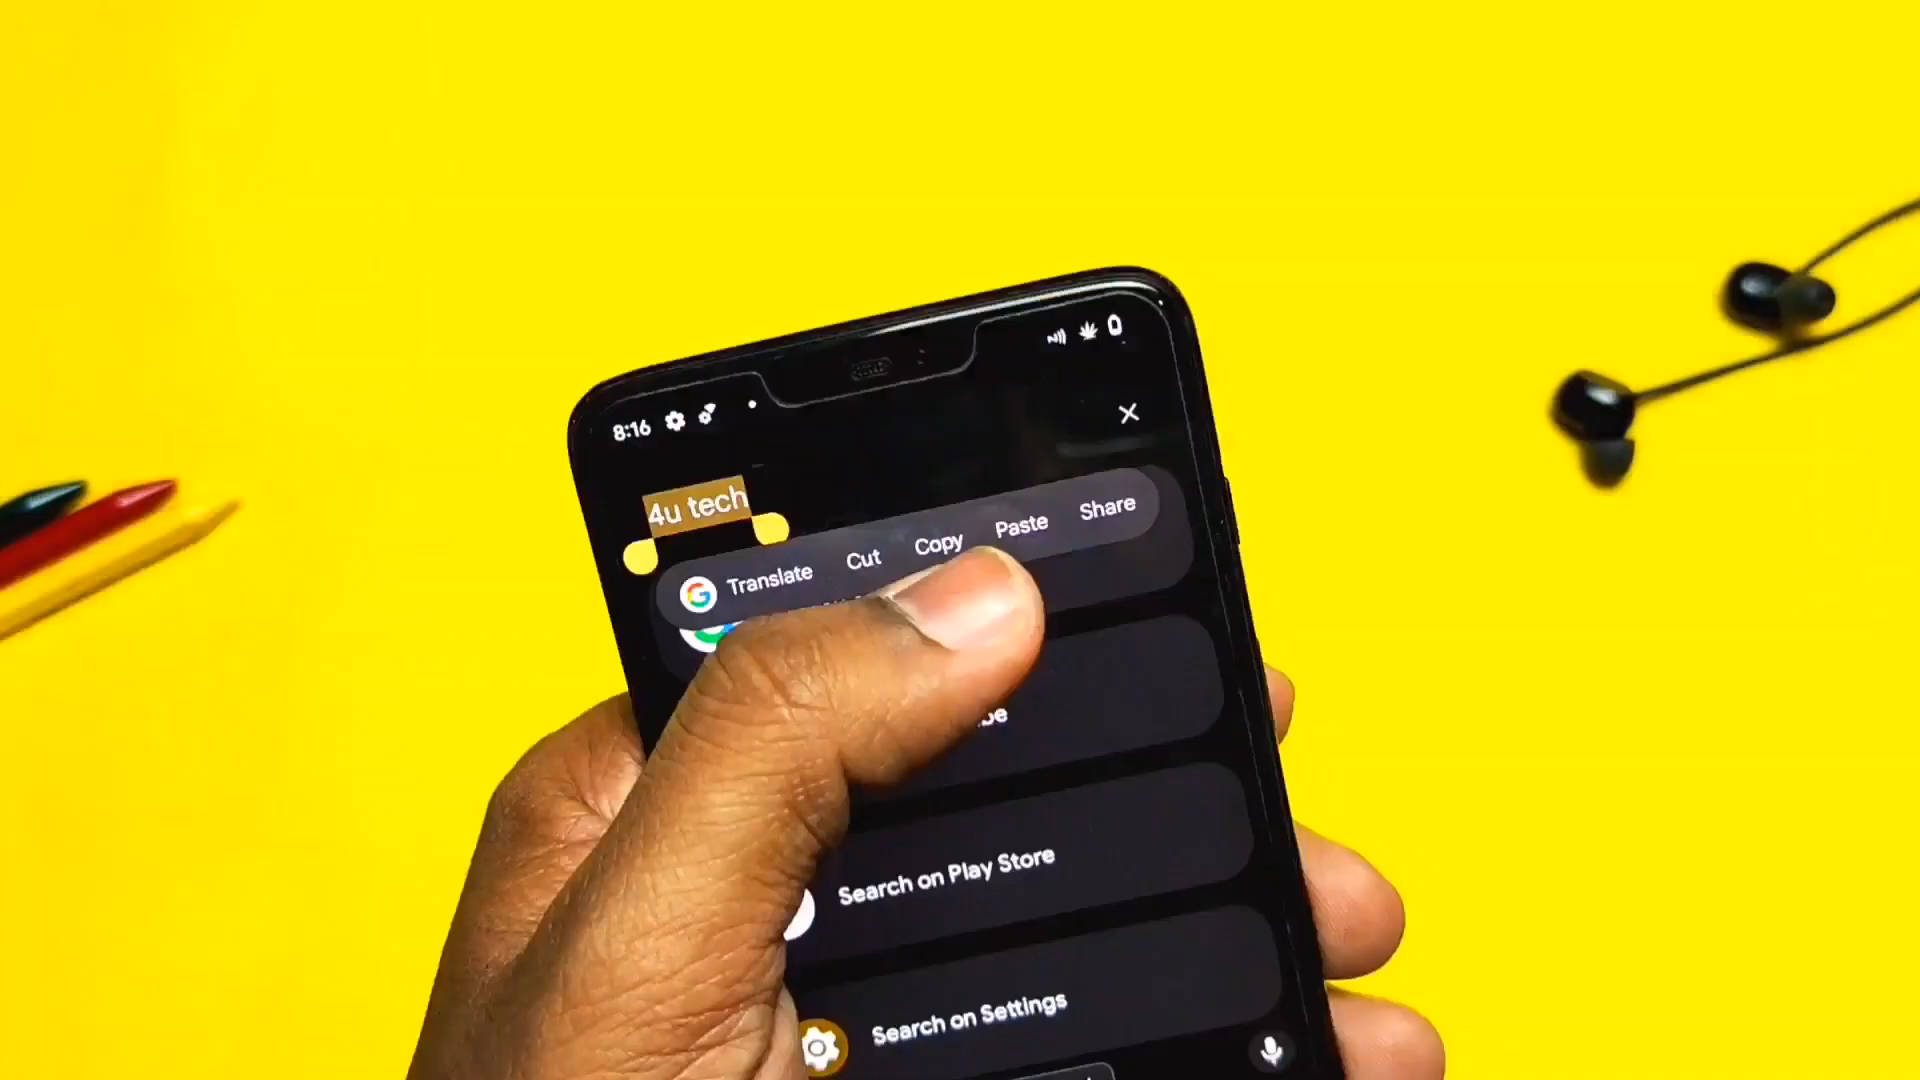 8:16
4u tech
Translate Cut Copy Paste Share
Search on Play Store
Search on Settings